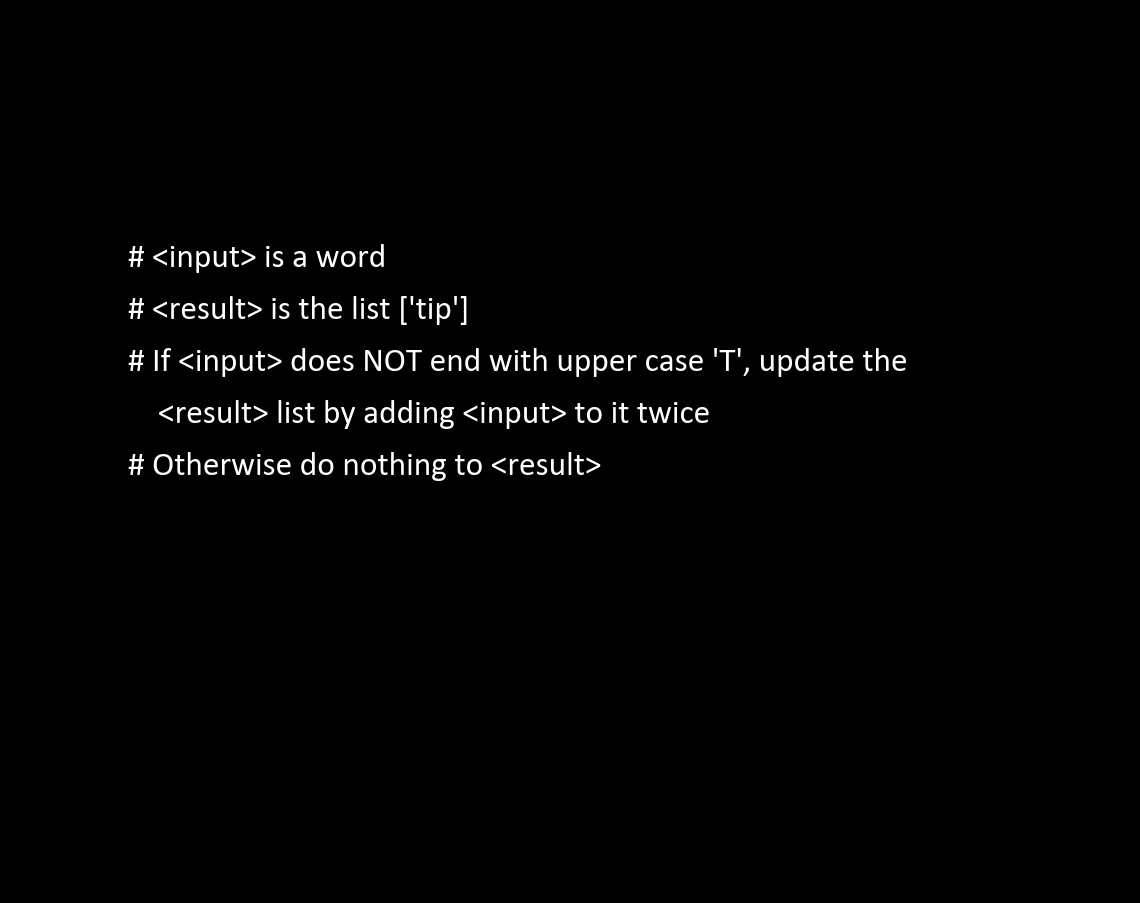 # <input> is a word
# <result> is the list ['tip']
# If <input> does NOT end with upper case 'T', update the
<result> list by adding <input> to it twice
# Otherwise do nothing to <result>